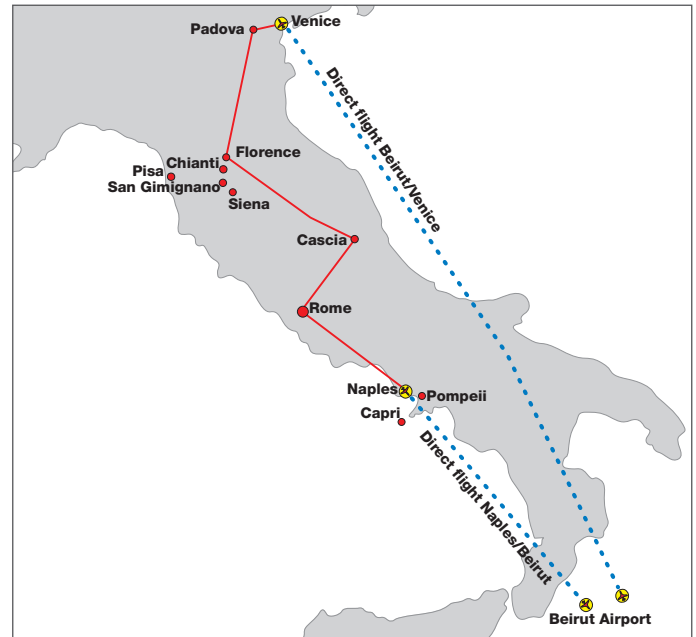 Venice
Padova
Direct flight Beirut/Venice
Florence
Chianti
Pisa
San Gimignano
Siena
Cascia
Rome
Naples
Pompeii
Capri
Direct flight Naples/Beirut
Beirut Airport